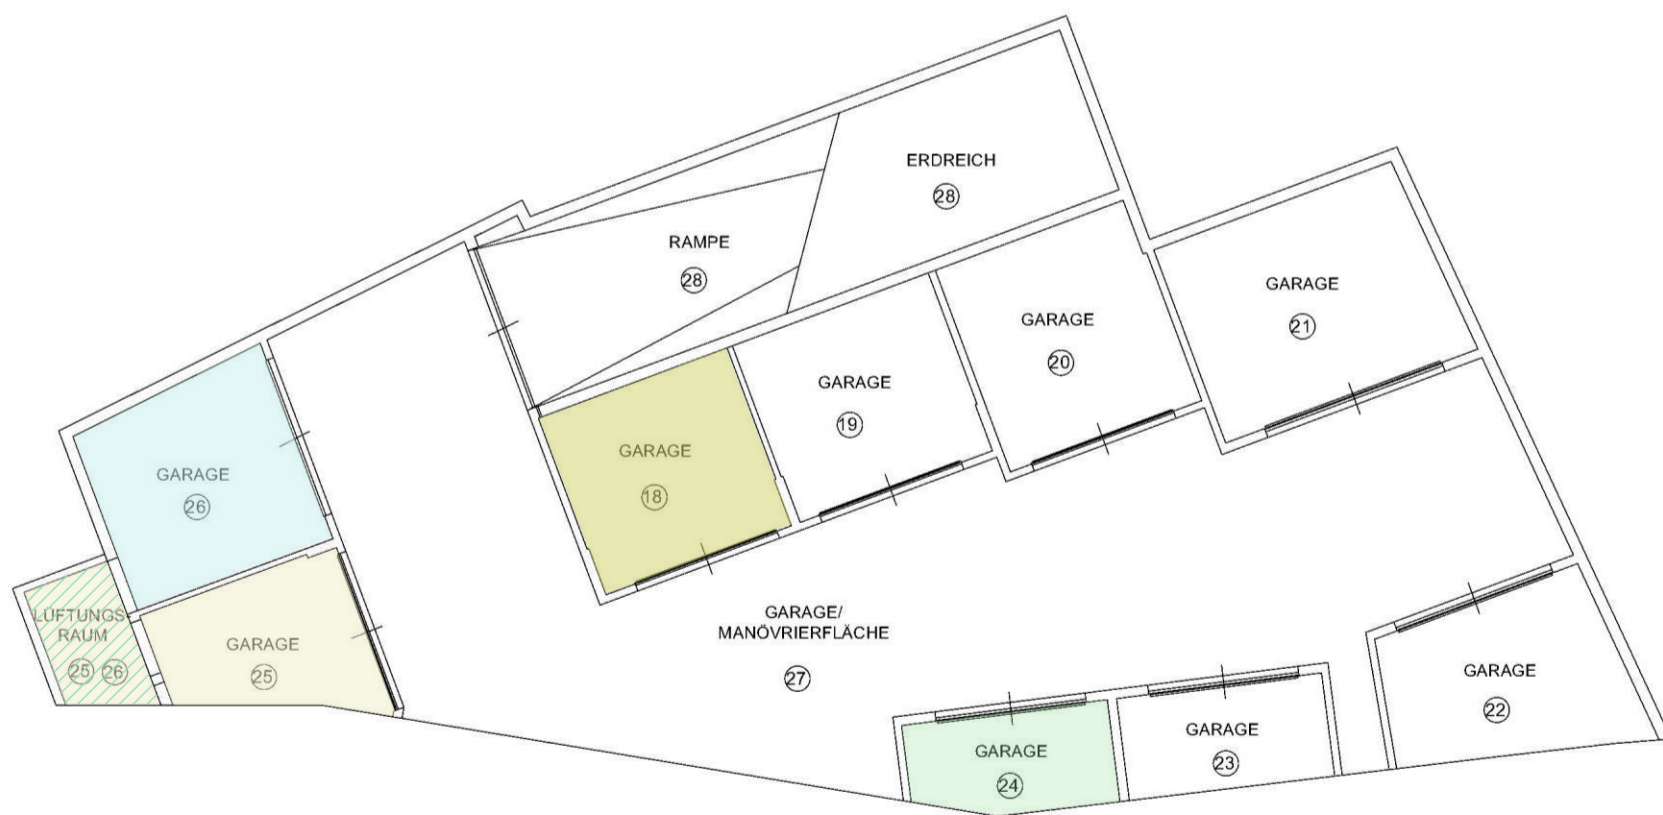 ERDREICH
28
RAMPE
28
GARAGE
21
GARAGE
20
GARAGE
19
GARAGE
18
GARAGE
26
LÜFTUNGS-
RAUM
25 26
GARAGE
25
GARAGE/
MANÖVRIERFLÄCHE
27
GARAGE
22
GARAGE
23
GARAGE
24